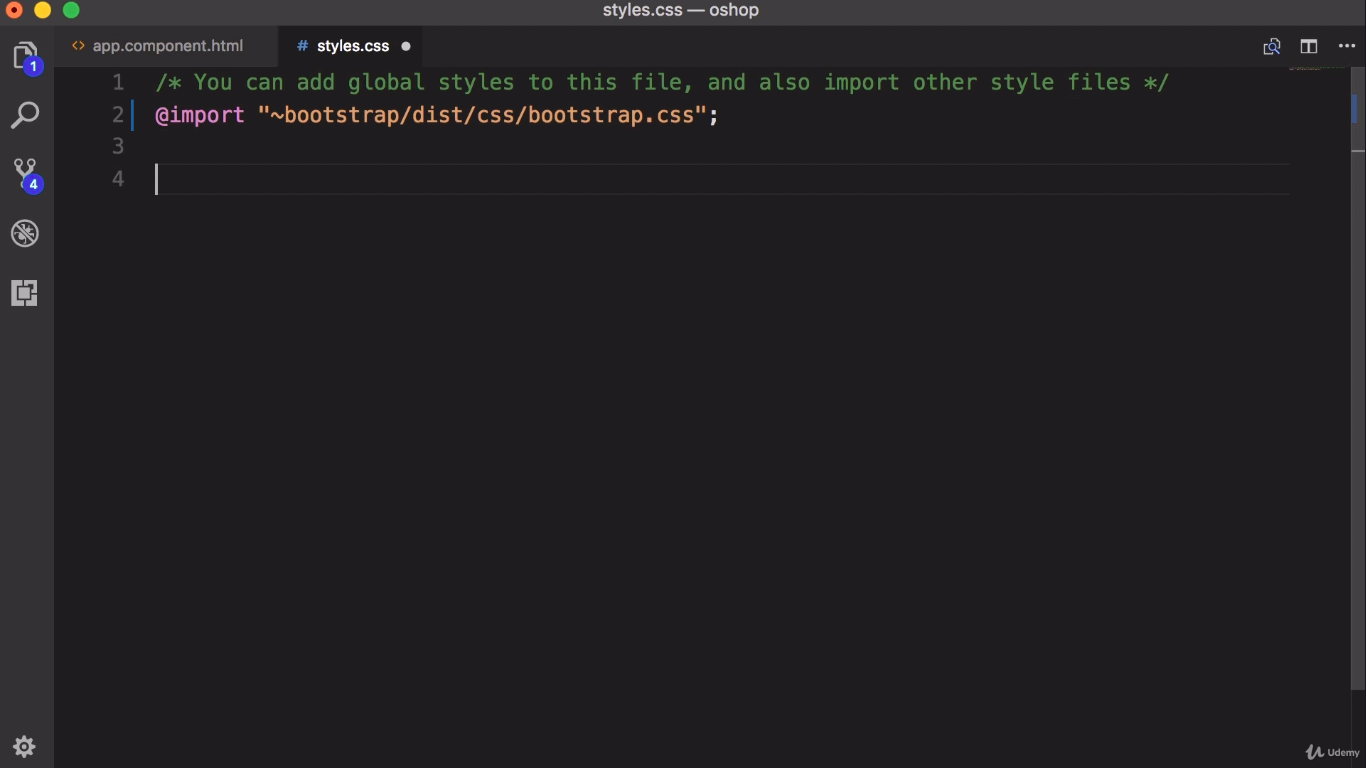 styles.css — oshop
app.component.html
# styles.css
1
1 /* You can add global styles to this file, and also import other style files */
2 @import "~bootstrap/dist/css/bootstrap.css";
3
4
4
Udemy